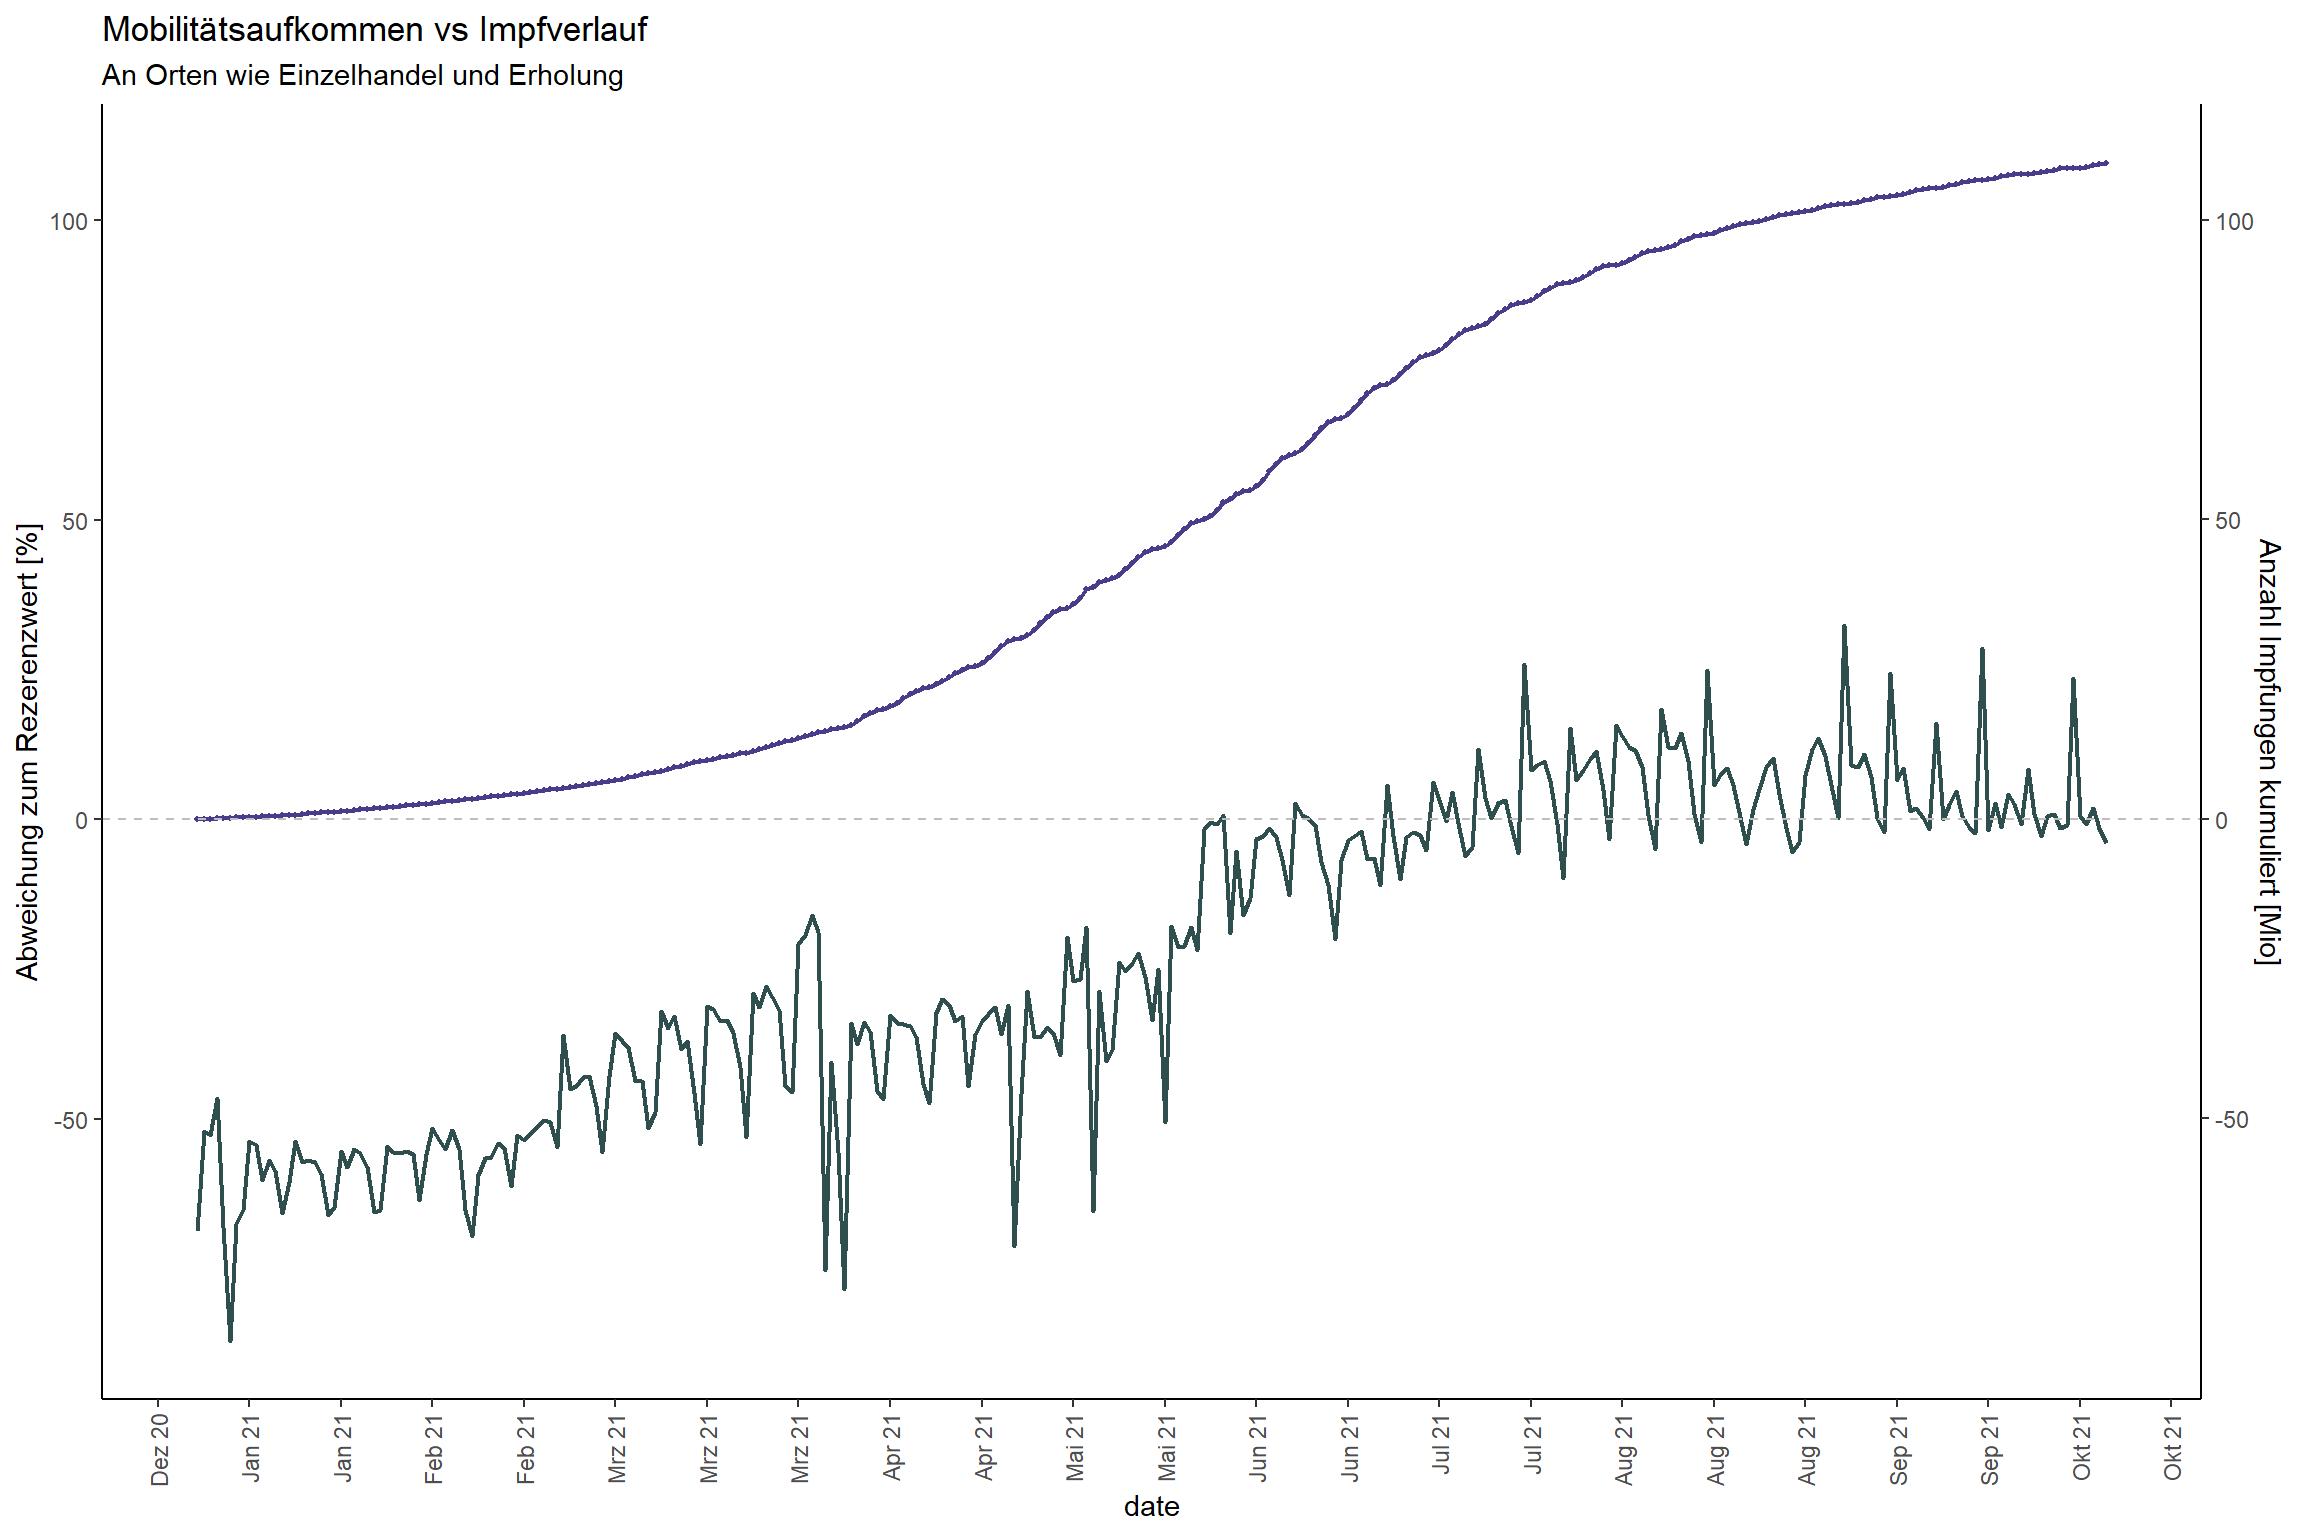 Mobilitätsaufkommen vs Impfverlauf
An Orten wie Einzelhandel und Erholung
Abweichung zum Rezerenzwert [%]
100
50
0
-50
100
50
0
-50
Anzahl Impfungen kumuliert [Mio]
Dez 20
Jan 21
Jan 21
Feb 21
Feb 21
Mrz 21
Mrz 21
Mrz 21
Apr 21
Apr 21
Mai 21
Mai 21
Jun 21
Jun 21
Jul 21
Jul 21
Aug 21
Aug 21
Aug 21
Sep 21
Sep 21
Okt 21
Okt 21
date